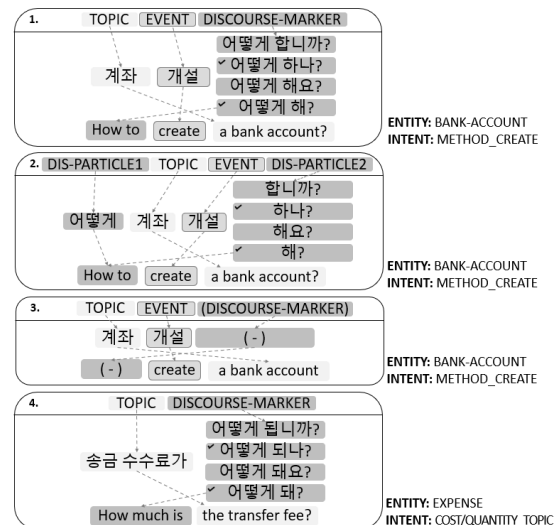 1. TOPIC EVENT DISCOURSE-MARKER
어떻게 합니까?
✔ 어떻게 하나?
계좌 개설
어떻게 해요?
✔ 어떻게 해?
How to create a bank account?
ENTITY: BANK-ACCOUNT
INTENT: METHOD_CREATE
2. DIS-PARTICLE1 TOPIC EVENT DIS-PARTICLE2
합니까?
✔ 하나?
어떻게 계좌 개설
해요?
✔ 해?
How to create a bank account?
ENTITY: BANK-ACCOUNT
INTENT: METHOD_CREATE
3. TOPIC EVENT (DISCOURSE-MARKER)
계좌 개설 ( - )
( - ) create a bank account
ENTITY: BANK-ACCOUNT
INTENT: METHOD_CREATE
4. TOPIC DISCOURSE-MARKER
어떻게 됩니까?
✔ 어떻게 되나?
송금 수수료가
어떻게 돼요?
✔ 어떻게 돼?
How much is the transfer fee?
ENTITY: EXPENSE
INTENT: COST/QUANTITY_TOPIC